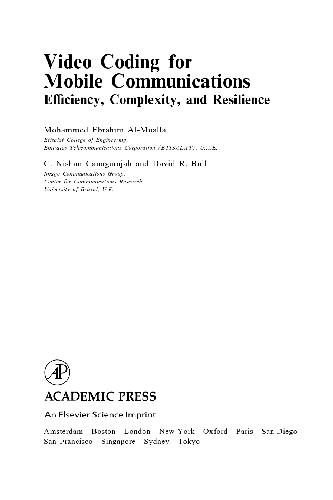 Video Coding for
Mobile Communications
Efficiency, Complexity, and Resilience
Mohammed Ebrahim Al-Mualla
Etisalat College of Engineering,
Emirates Telecommunications Corporation (ETISALAT), U.A.E.
C. Nishan Canagarajah and David R. Bull
Image Communications Group,
Center for Communications Research,
University of Bristol, U.K.
AP
ACADEMIC PRESS
An Elsevier Science Imprint
Amsterdam Boston London New York Oxford Paris San Diego
San Francisco Singapore Sydney Tokyo